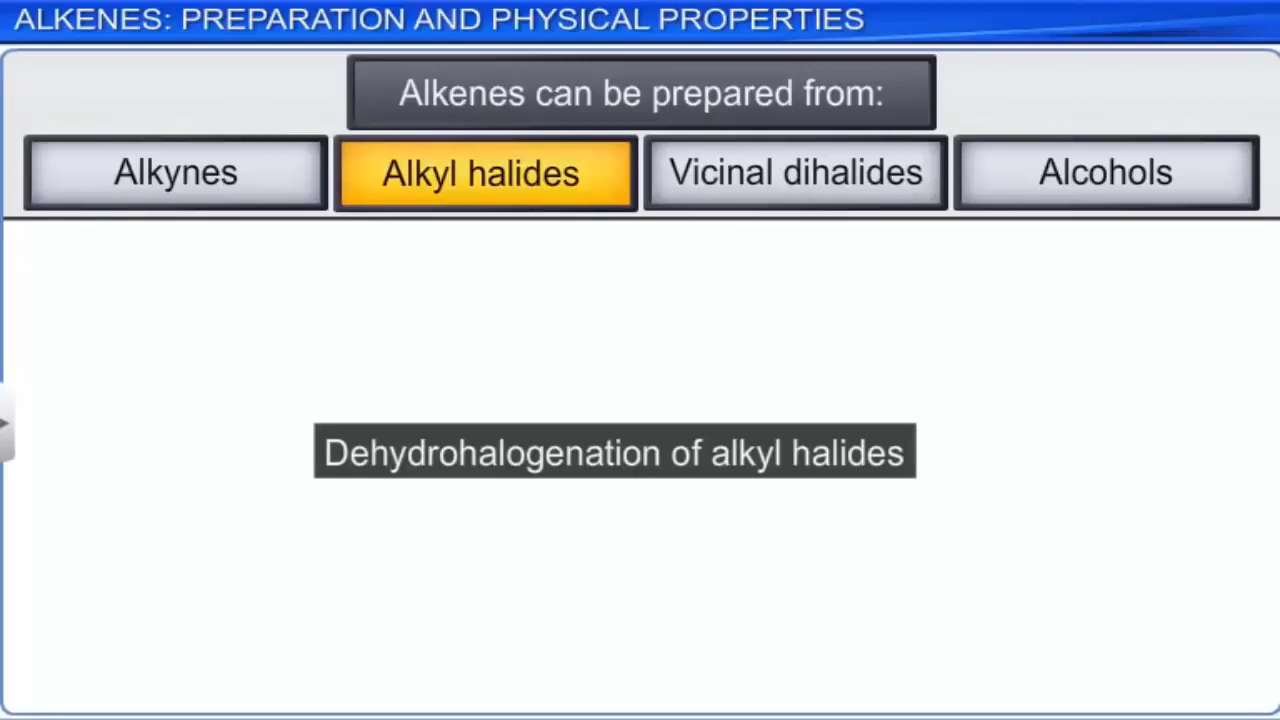 ALKENES: PREPARATION AND PHYSICAL PROPERTIES
Alkenes can be prepared from:
Alkynes
Alkyl halides
Vicinal dihalides
Alcohols
Dehydrohalogenation of alkyl halides